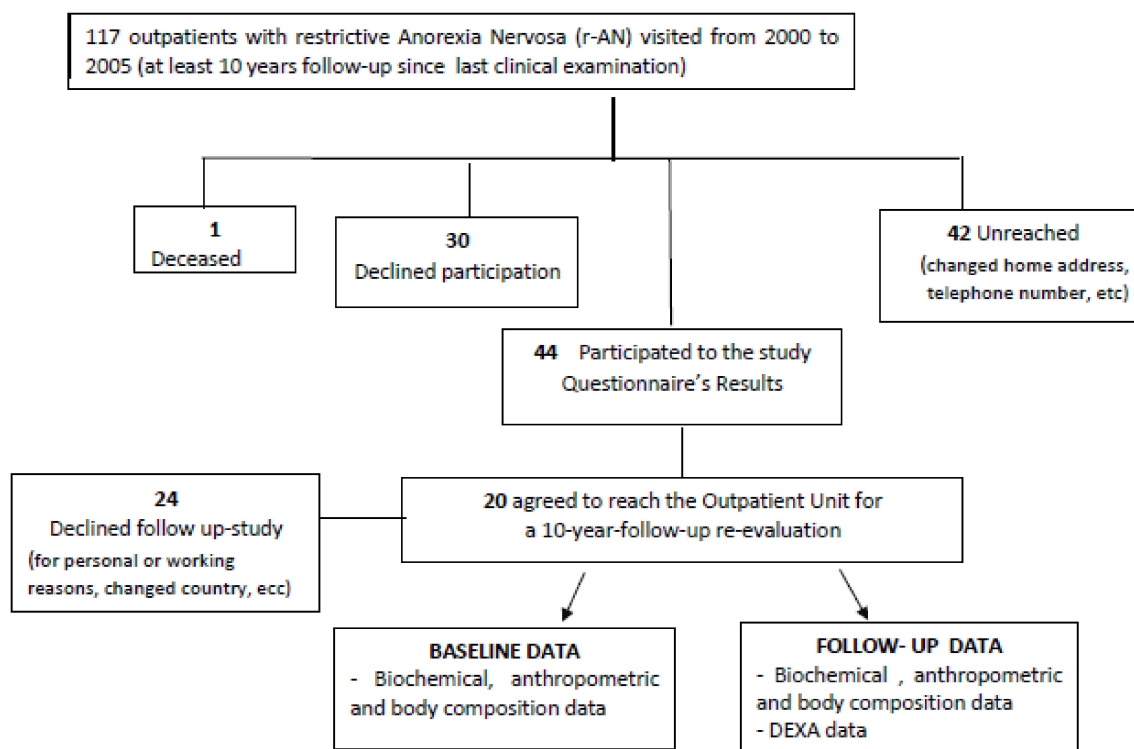 117 outpatients with restrictive Anorexia Nervosa (r-AN) visited from 2000 to
2005 (at least 10 years follow-up since last clinical examination)
1
Deceased
30
Declined participation
42 Unreached
(changed home address,
telephone number, etc)
44 Participated to the study
Questionnaire's Results
24
Declined follow up-study
(for personal or working
reasons, changed country, ecc)
20 agreed to reach the Outpatient Unit for
a 10-year-follow-up re-evaluation
BASELINE DATA
- Biochemical, anthropometric
and body composition data
FOLLOW- UP DATA
- Biochemical , anthropometric
and body composition data
- DEXA data